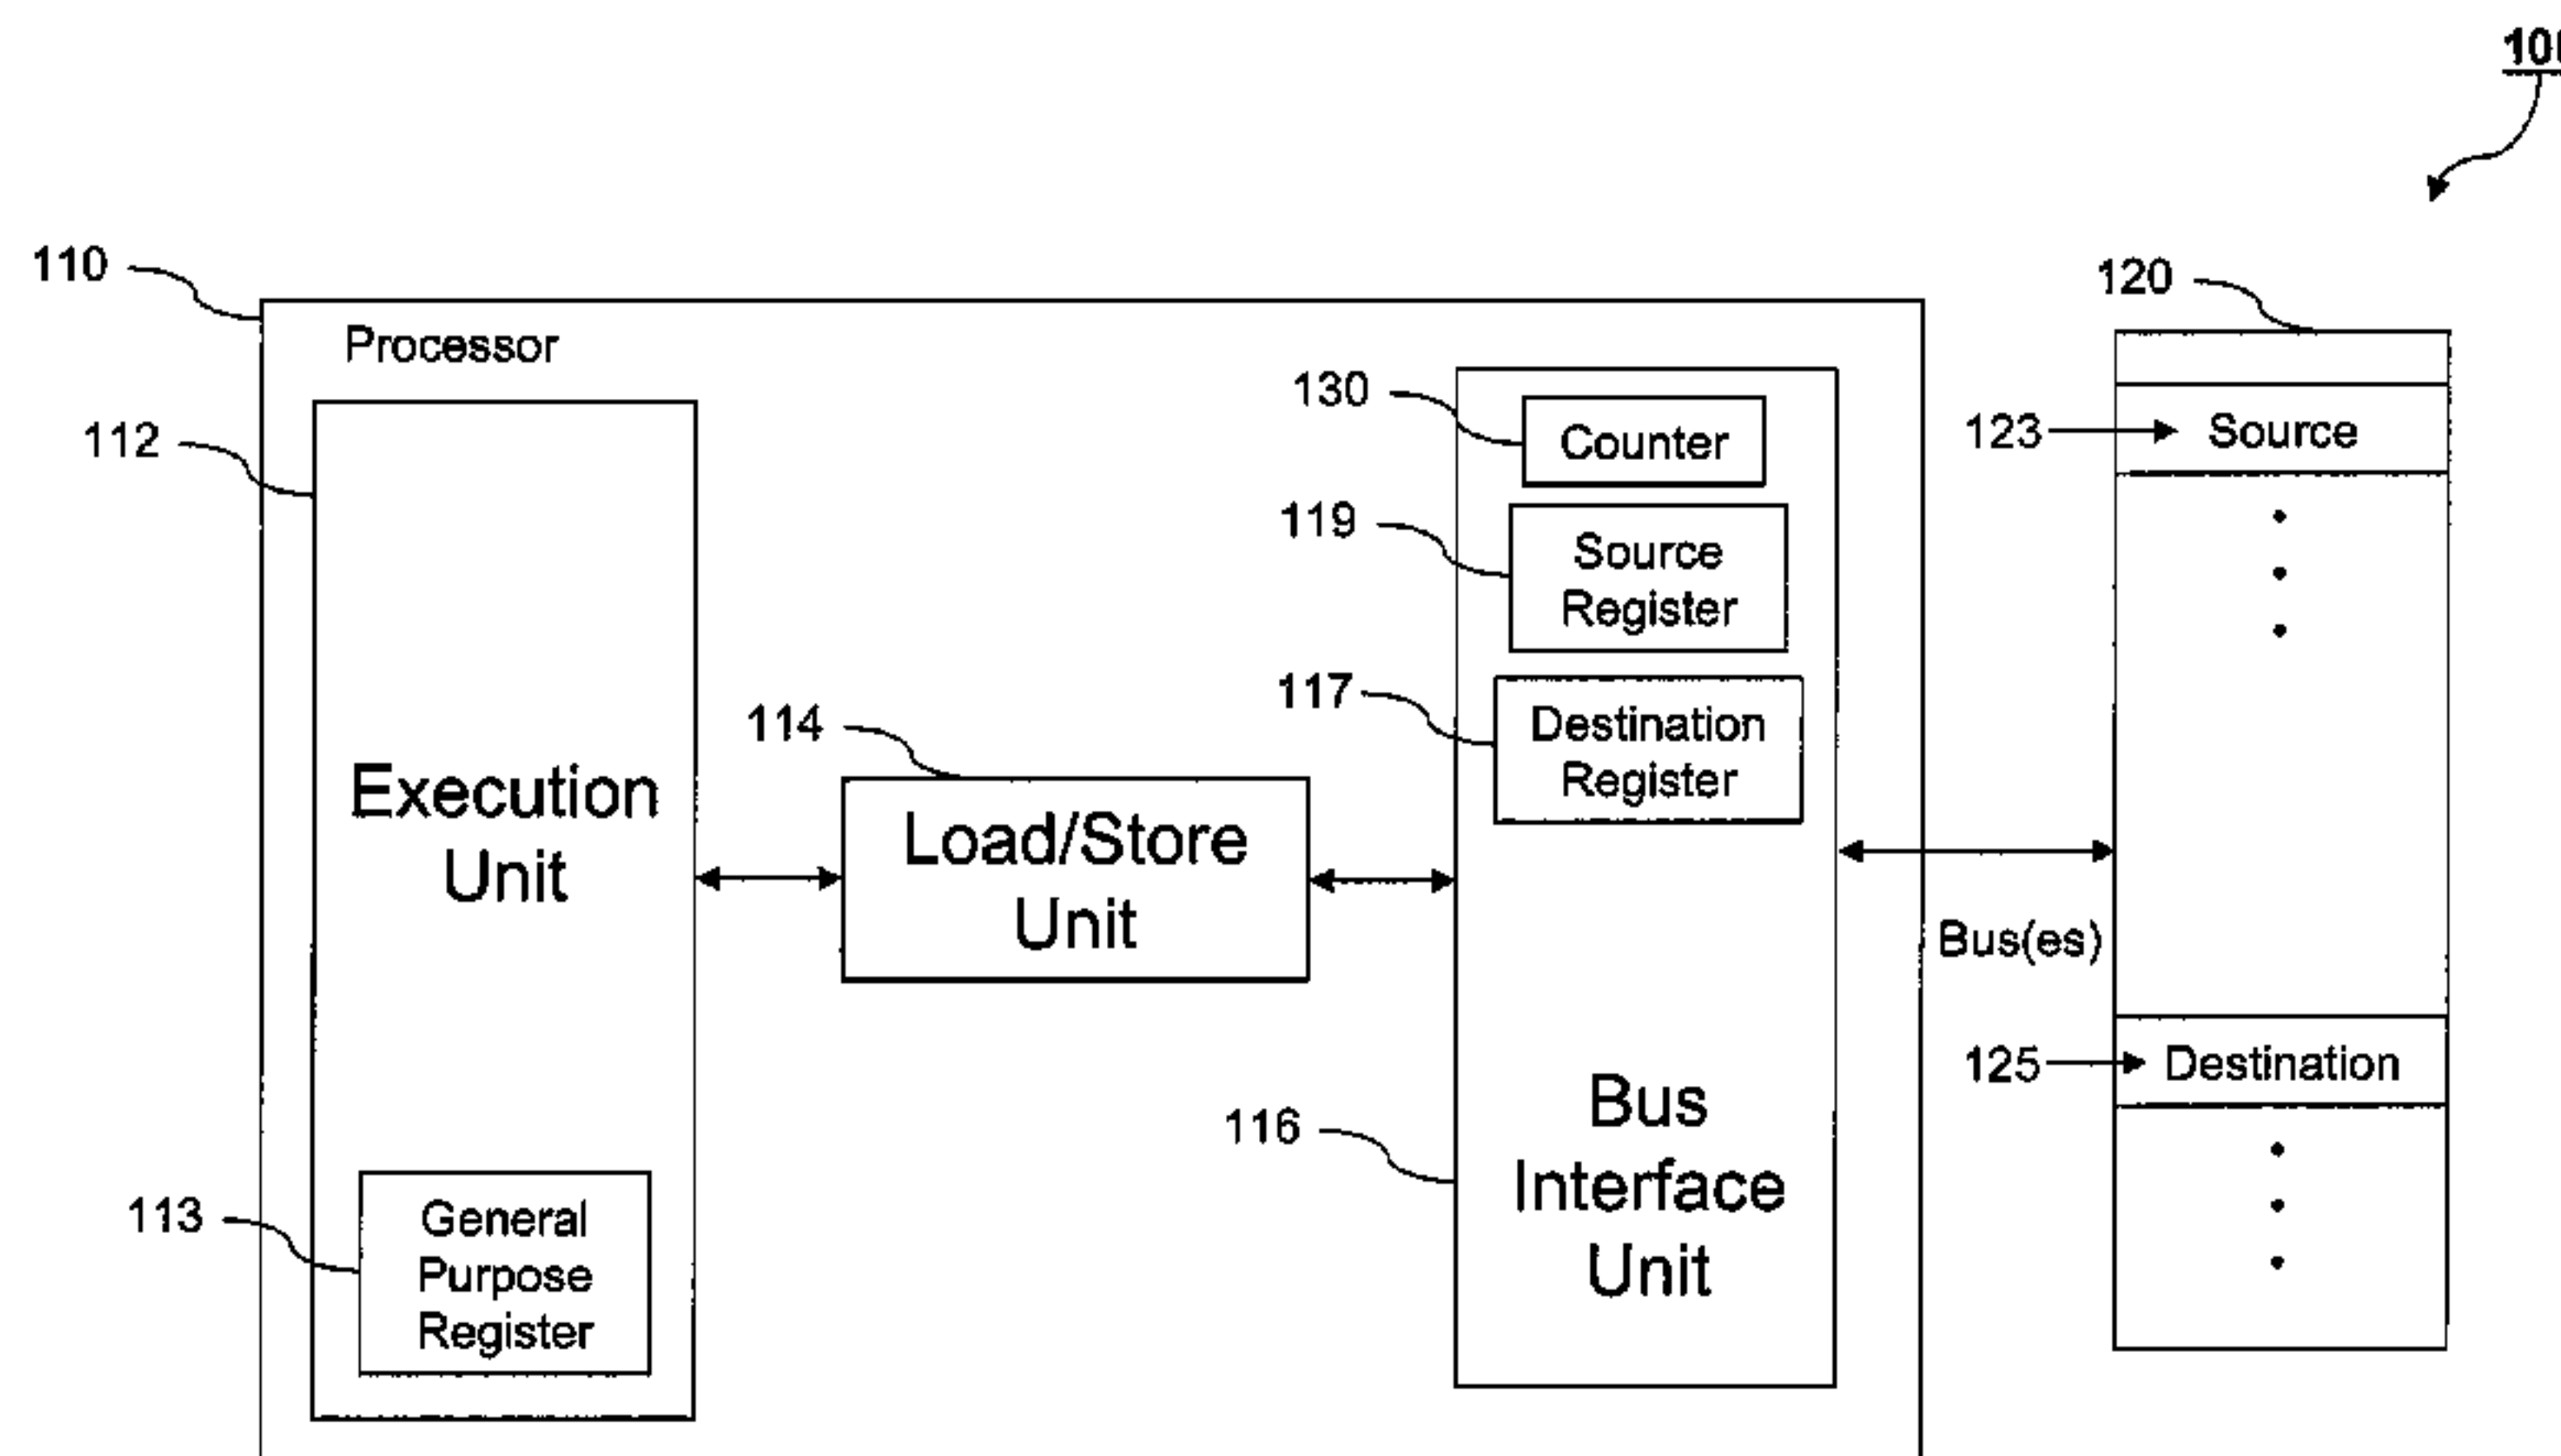 110
Processor
112
Execution
Unit
113
General
Purpose
Register
114
Load/Store
Unit
130
Counter
119
Source
Register
117
Destination
Register
116
Bus
Interface
Unit
Bus(es)
120
123
Source
125
Destination